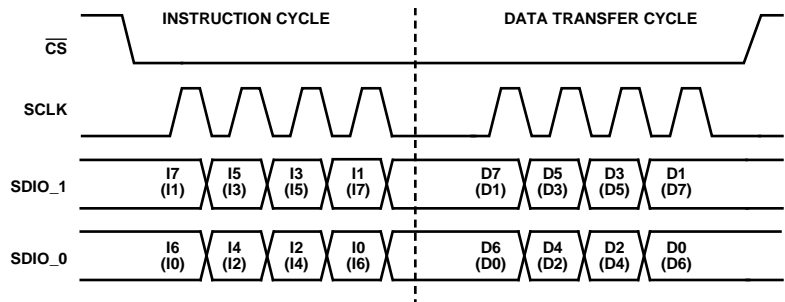 INSTRUCTION CYCLE DATA TRANSFER CYCLE
CS
SCLK
I7 I5 I3 I1 D7 D5 D3 D1
SDIO_1 (I1) (I3) (I5) (I7) (D1) (D3) (D5) (D7)
I6 I4 I2 I0 D6 D4 D2 D0
SDIO_0 (I0) (I2) (I4) (I6) (D0) (D2) (D4) (D6)